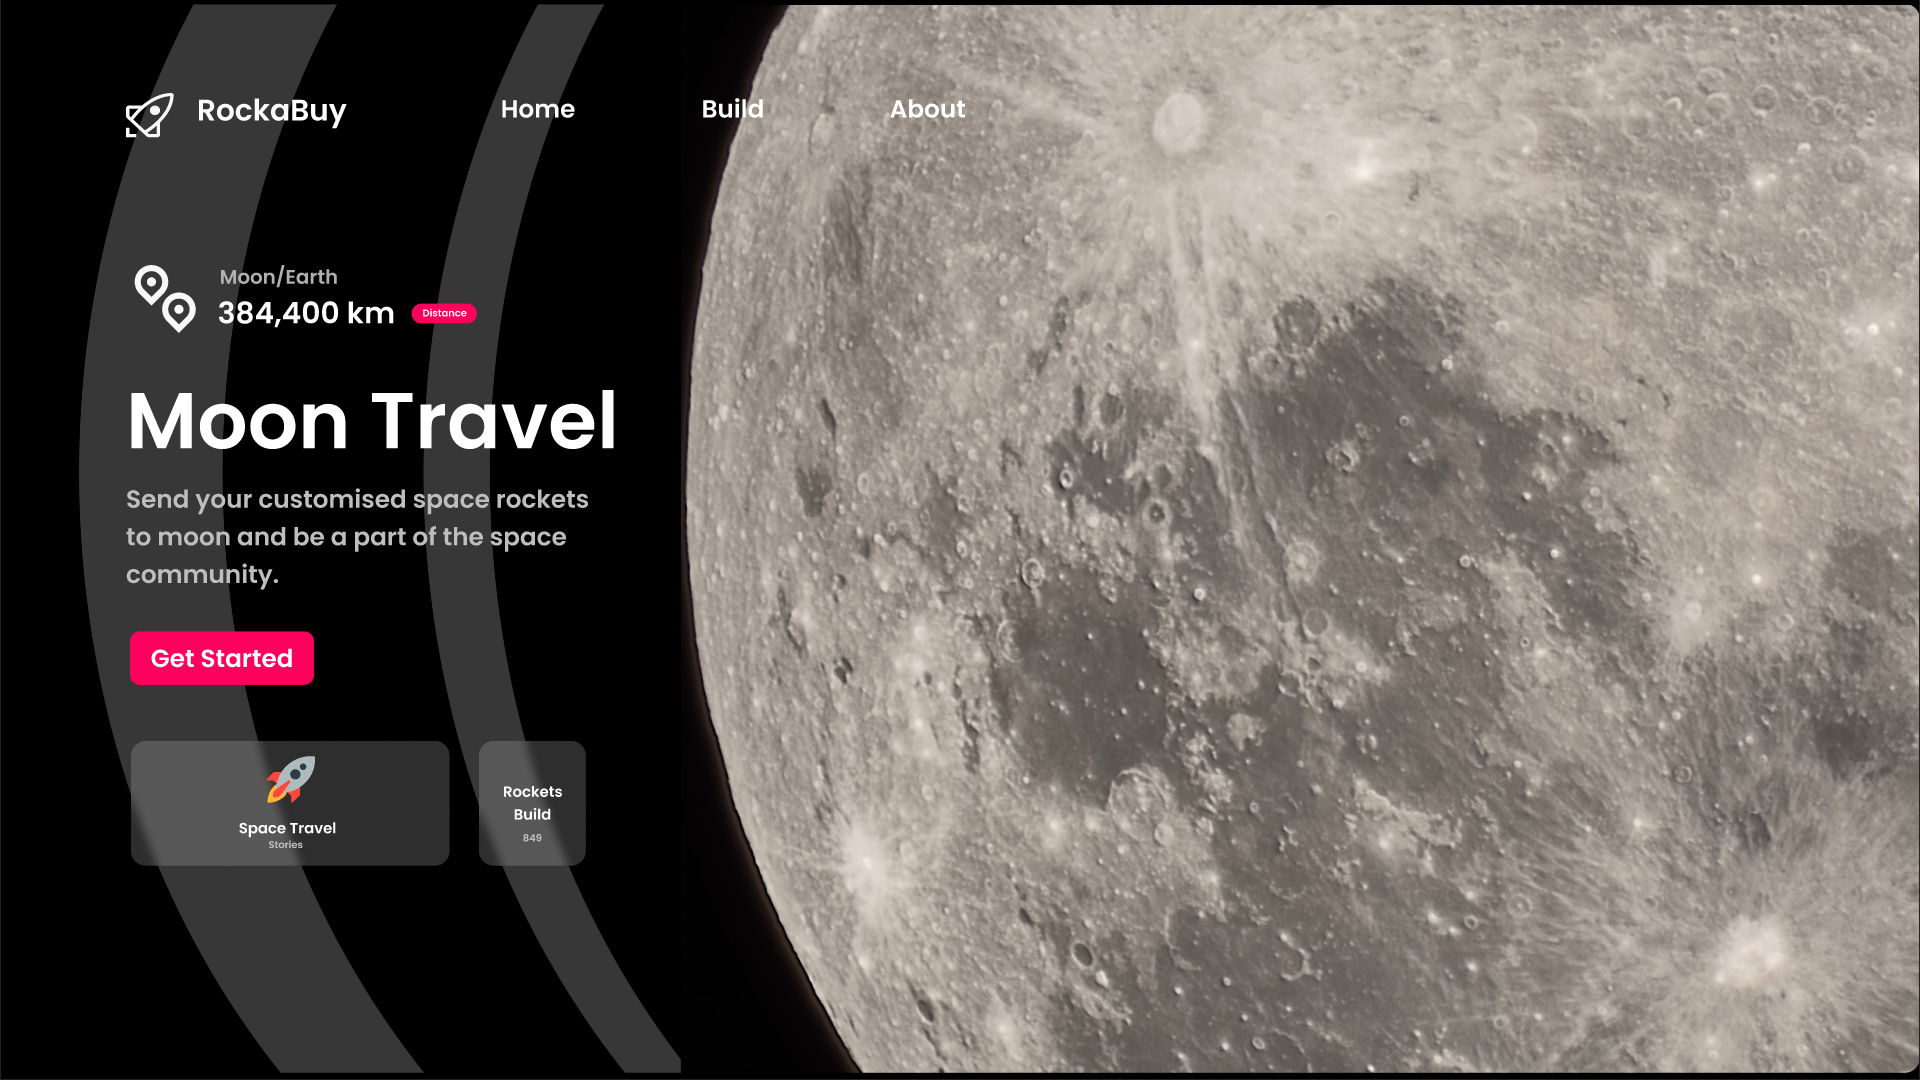 RockaBuy
Home
Build
About
Moon/Earth
384,400 km
Distance
Moon Travel
Send your customised space rockets
to moon and be a part of the space
community.
Get Started
Space Travel
Stories
Rockets
Build
849